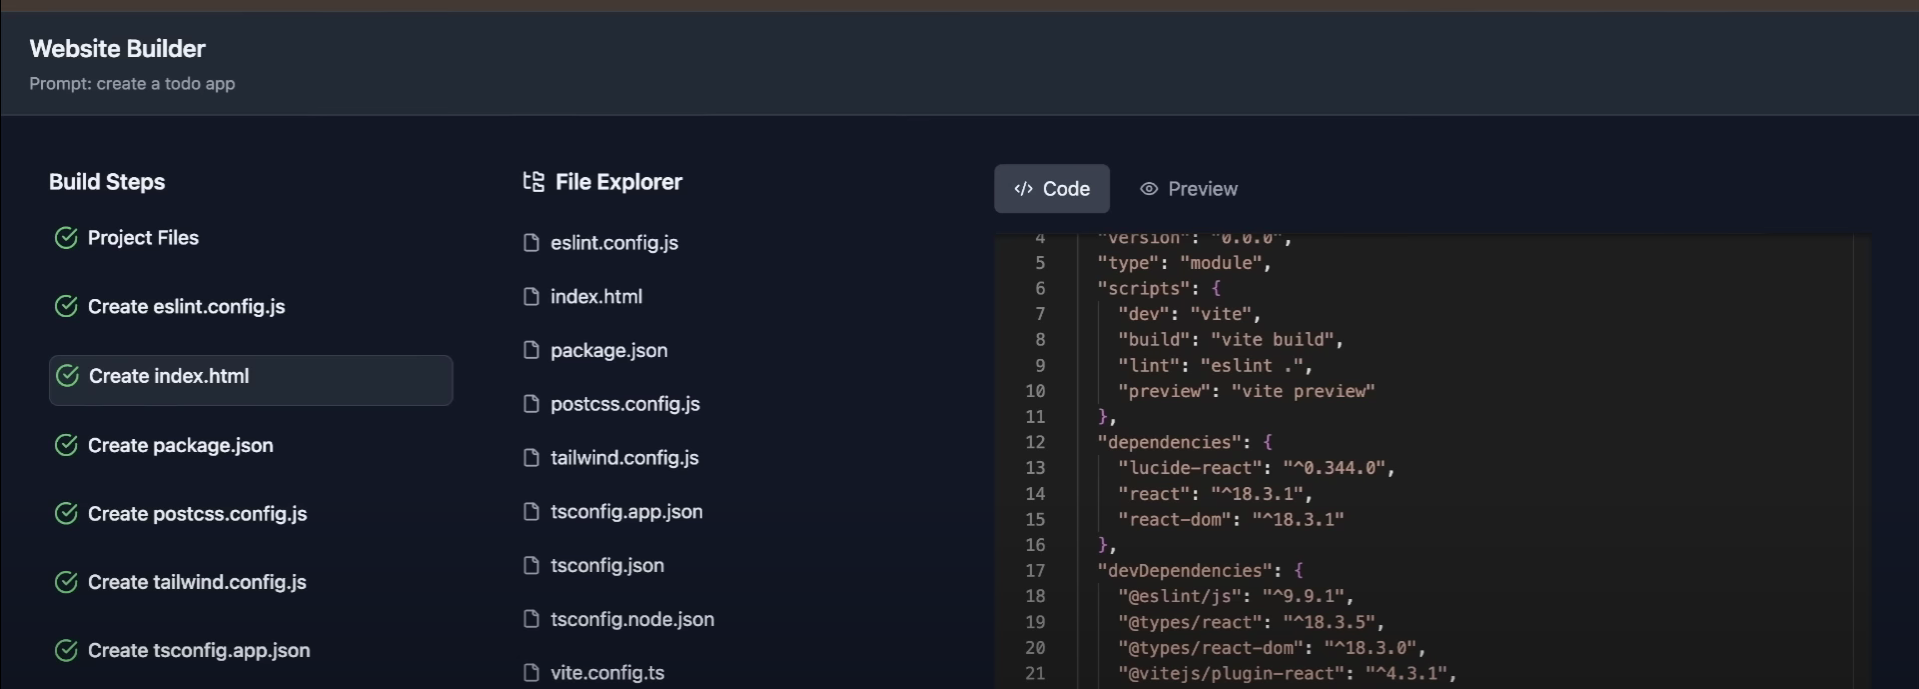 Website Builder
Prompt: create a todo app
Build Steps
Project Files
Create eslint.config.js
Create index.html
Create package.json
Create postcss.config.js
Create tailwind.config.js
Create tsconfig.app.json
File Explorer
eslint.config.js
index.html
package.json
postcss.config.js
tailwind.config.js
tsconfig.app.json
tsconfig.json
tsconfig.node.json
vite.config.ts
</> Code
Preview
4 "version": "0.0.0",
5 "type": "module",
6 "scripts": {
7 "dev": "vite",
8 "build": "vite build",
9 "lint": "eslint .",
10 "preview": "vite preview"
11 },
12 "dependencies": {
13 "lucide-react": "^0.344.0",
14 "react": "^18.3.1",
15 "react-dom": "^18.3.1"
16 },
17 "devDependencies": {
18 "@eslint/js": "^9.9.1",
19 "@types/react": "^18.3.5",
20 "@types/react-dom": "^18.3.0",
21 "@vitejs/plugin-react": "^4.3.1",